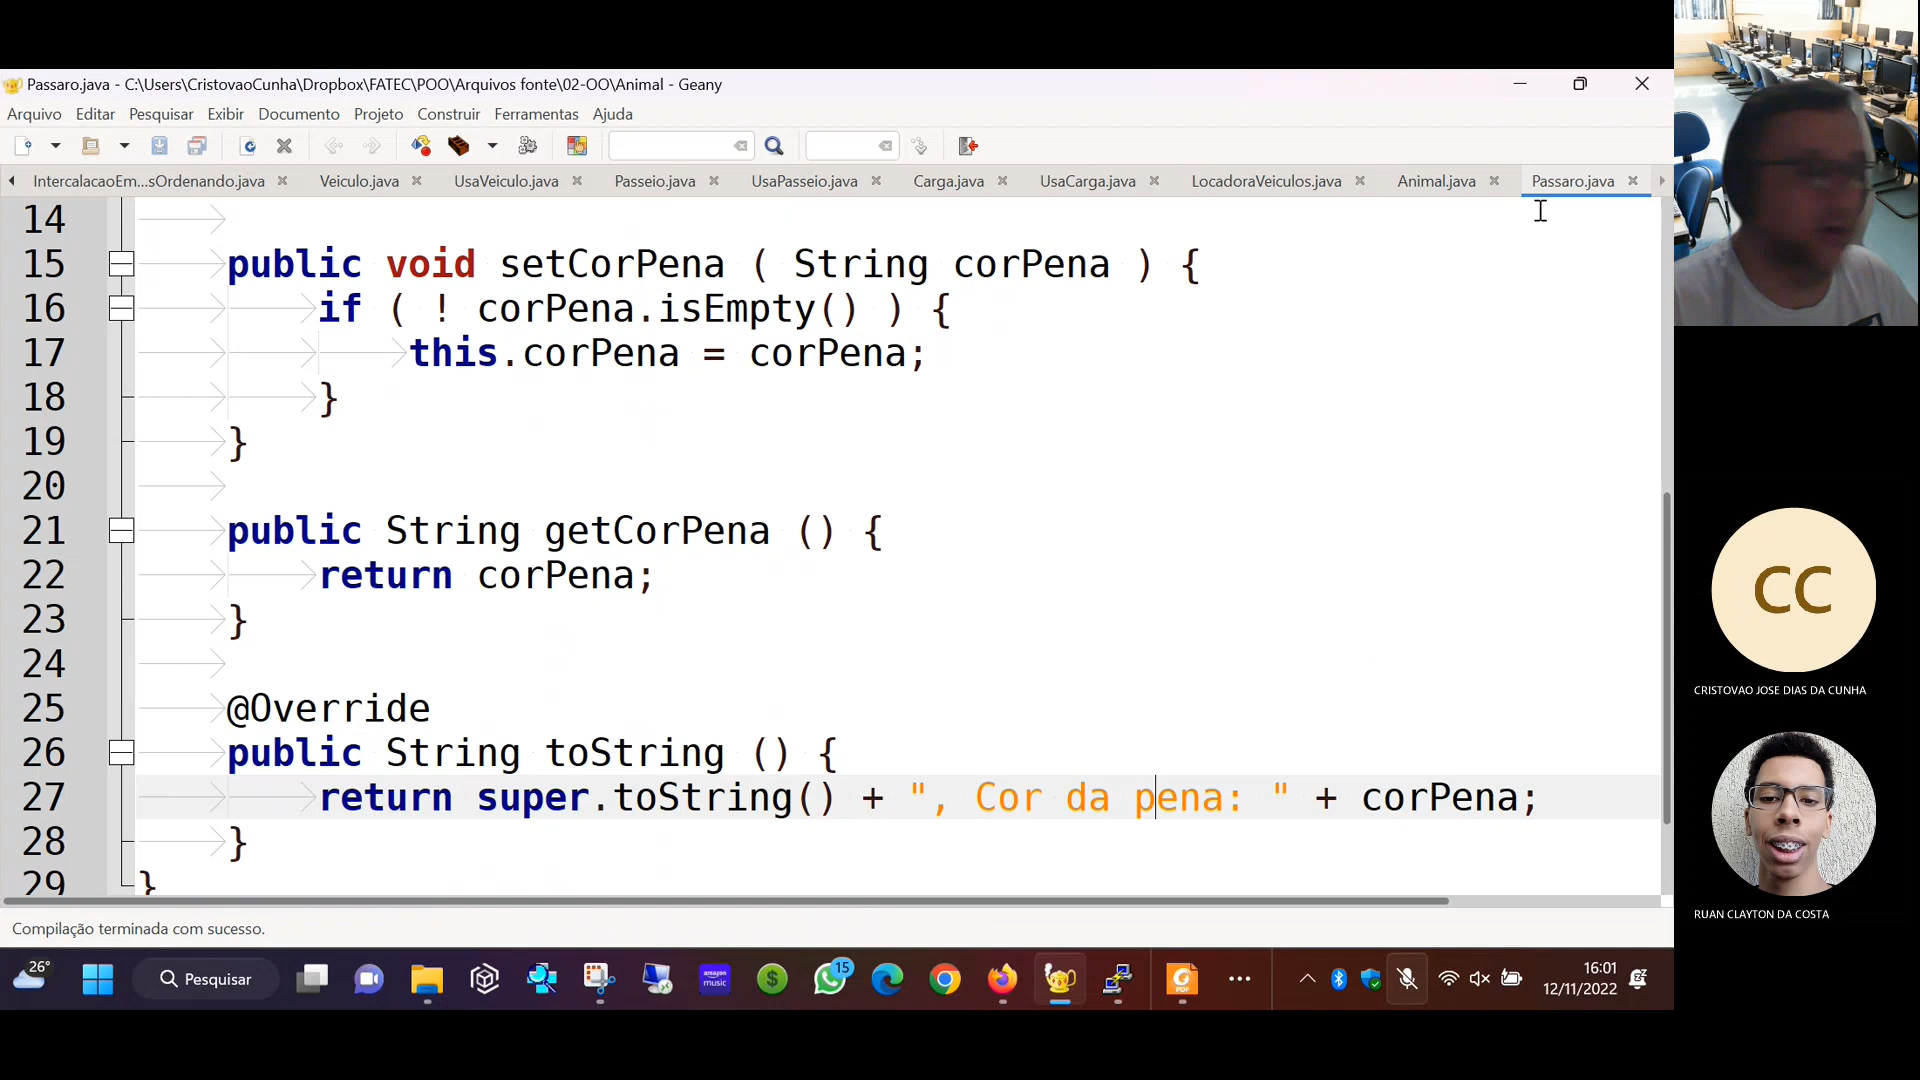 Passaro.java - C:\Users\CristovaoCunha\Dropbox\FATEC\POO\Arquivos fonte\02-OO\Animal - Geany
Arquivo Editar Pesquisar Exibir Documento Projeto Construir Ferramentas Ajuda
IntercalacaoEm...sOrdenando.java Veiculo.java UsaVeiculo.java Passeio.java UsaPasseio.java Carga.java UsaCarga.java LocadoraVeiculos.java Animal.java Passaro.java
14
15 public void setCorPena ( String corPena ) {
16 if ( ! corPena.isEmpty() ) {
17 this.corPena = corPena;
18 }
19 }
20
21 public String getCorPena () {
22 return corPena;
23 }
24
25 @Override
26 public String toString () {
27 return super.toString() + ", Cor da pena: " + corPena;
28 }
29 }
Compilação terminada com sucesso.
26°
Pesquisar
amazon music
$
15
PDF
16:01
12/11/2022
CC
CRISTOVAO JOSE DIAS DA CUNHA
RUAN CLAYTON DA COSTA